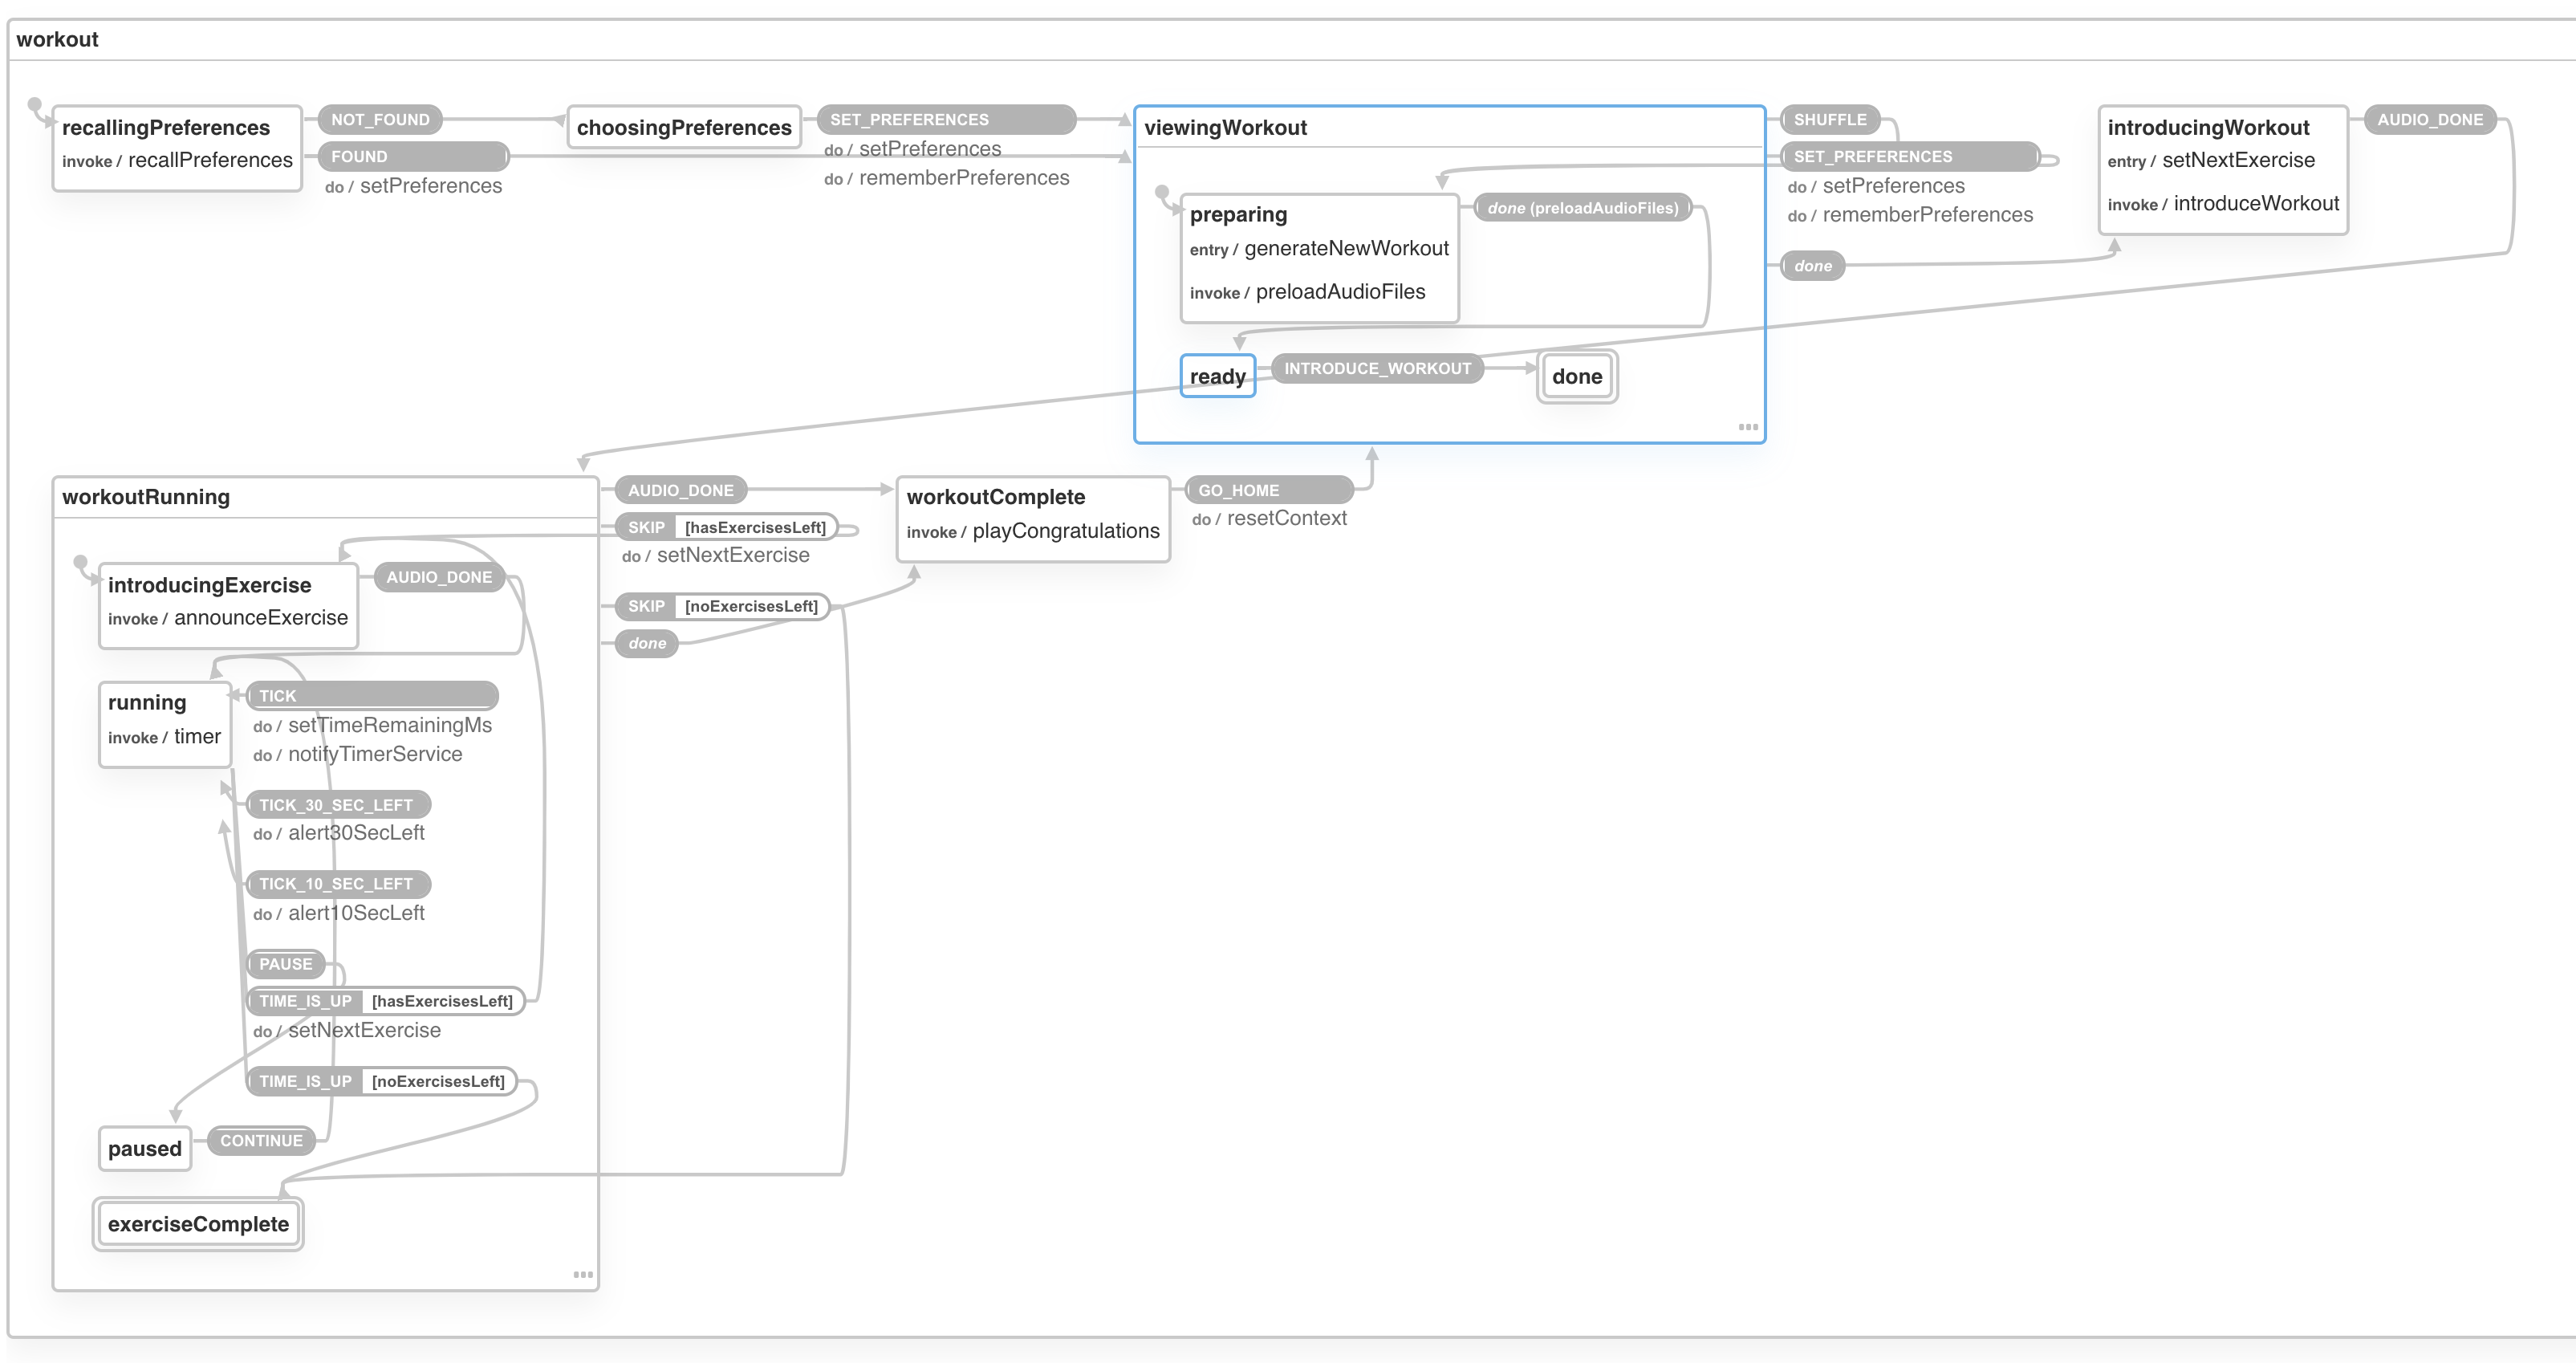 workout
recallingPreferences
invoke / recallPreferences
NOT_FOUND
FOUND
do / setPreferences
choosingPreferences
SET_PREFERENCES
do / setPreferences
do / rememberPreferences
viewingWorkout
preparing
entry / generateNewWorkout
invoke / preloadAudioFiles
done (preloadAudioFiles)
ready
INTRODUCE_WORKOUT
done
SHUFFLE
SET_PREFERENCES
do / setPreferences
do / rememberPreferences
done
introducingWorkout
entry / setNextExercise
invoke / introduceWorkout
AUDIO_DONE
workoutRunning
introducingExercise
invoke / announceExercise
AUDIO_DONE
running
invoke / timer
TICK
do / setTimeRemainingMs
do / notifyTimerService
TICK_30_SEC_LEFT
do / alert30SecLeft
TICK_10_SEC_LEFT
do / alert10SecLeft
PAUSE
TIME_IS_UP [hasExercisesLeft]
do / setNextExercise
TIME_IS_UP [noExercisesLeft]
paused
CONTINUE
exerciseComplete
AUDIO_DONE
SKIP [hasExercisesLeft]
do / setNextExercise
SKIP [noExercisesLeft]
done
workoutComplete
invoke / playCongratulations
GO_HOME
do / resetContext